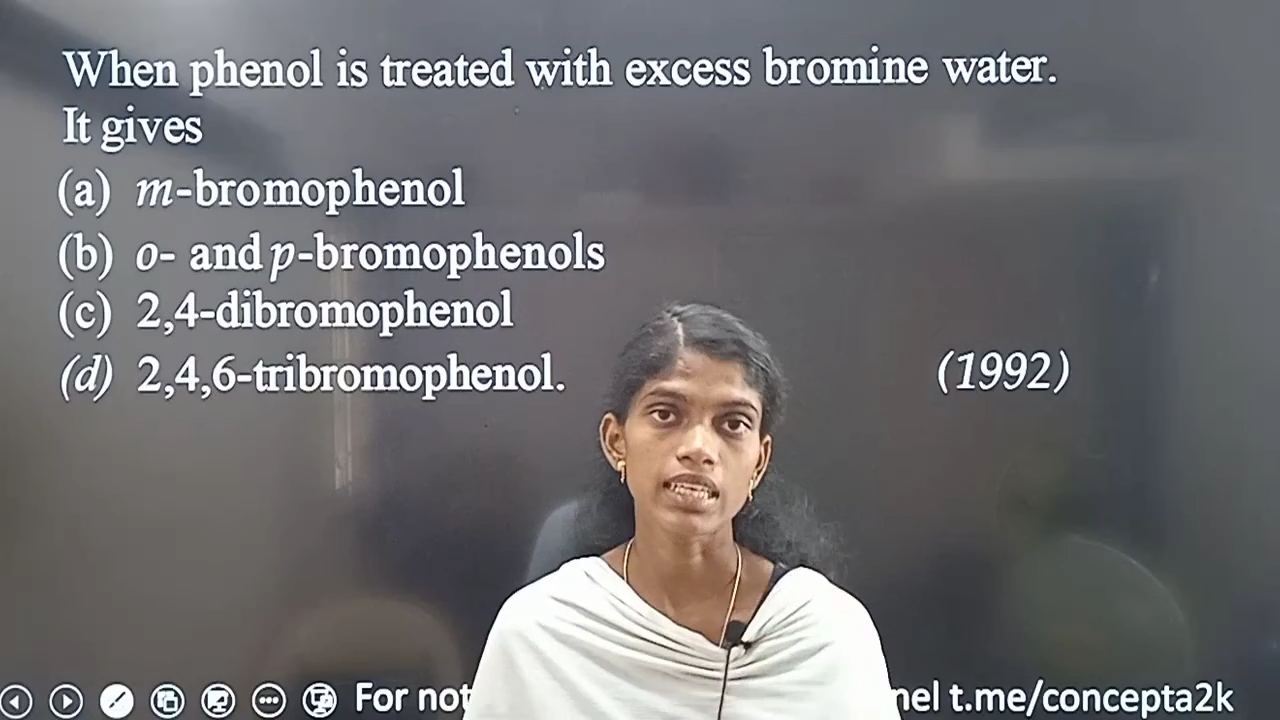 When phenol is treated with excess bromine water.
It gives
(a) m-bromophenol
(b) o- and p-bromophenols
(c) 2,4-dibromophenol
(d) 2,4,6-tribromophenol. (1992)
For not nel t.me/concepta2k